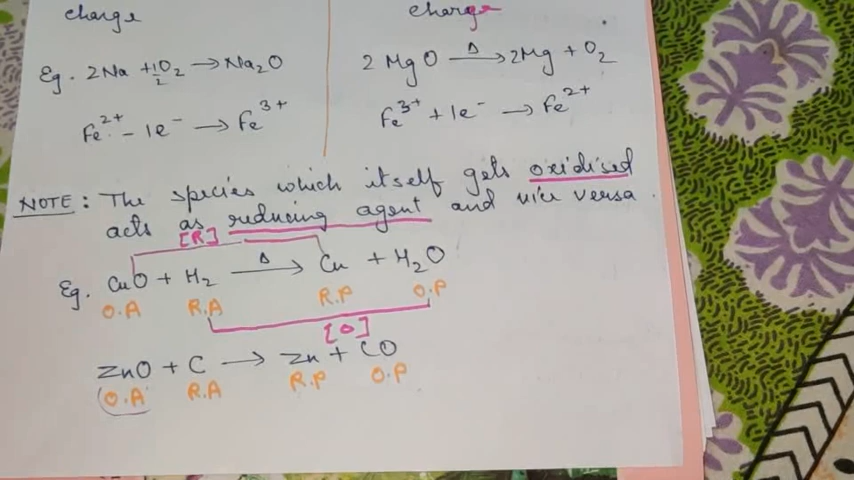 charge
Eg. 2Na + 1/2 O₂ → Na₂O
Fe²⁺ - 1e⁻ → Fe³⁺
charge
2 MgO —Δ→ 2Mg + O₂
Fe³⁺ + 1e⁻ → Fe²⁺
NOTE : The species which itself gets oxidised
acts as reducing agent and vice versa.
[R]
Eg. CuO + H₂ —Δ→ Cu + H₂O
O.A R.A R.P O.P
[O]
ZnO + C → Zn + CO
O.A R.A R.P O.P